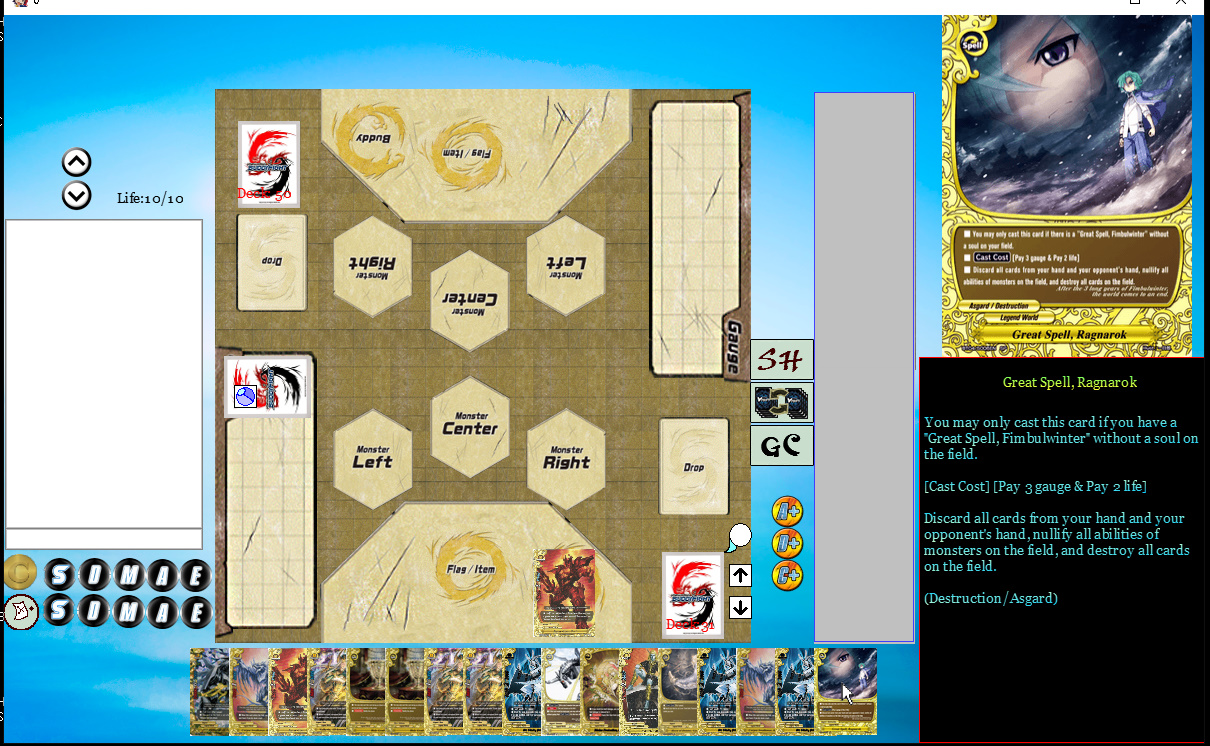 Life:10/10
Buddy
Flag / Item
Deck 50
Drop
Monster
Right
Monster
Center
Monster
Left
Gauge
Monster
Left
Monster
Center
Monster
Right
Drop
Flag / Item
Deck 31
SH
GC
A+
D+
C+
C S D M A E
S D M A E
Spell
You may only cast this card if there is a "Great Spell, Fimbulwinter" without
a soul on your field.
Cast Cost [Pay 3 gauge & Pay 2 life]
Discard all cards from your hand and your opponent's hand, nullify all
abilities of monsters on the field, and destroy all cards on the field.
After the 3 long years of Fimbulwinter,
the world comes to an end.
Asgard / Destruction
Legend World
Great Spell, Ragnarok
Great Spell, Ragnarok
You may only cast this card if you have a
"Great Spell, Fimbulwinter" without a soul on
the field.
[Cast Cost] [Pay 3 gauge & Pay 2 life]
Discard all cards from your hand and your
opponent's hand, nullify all abilities of
monsters on the field, and destroy all cards
on the field.
(Destruction/Asgard)